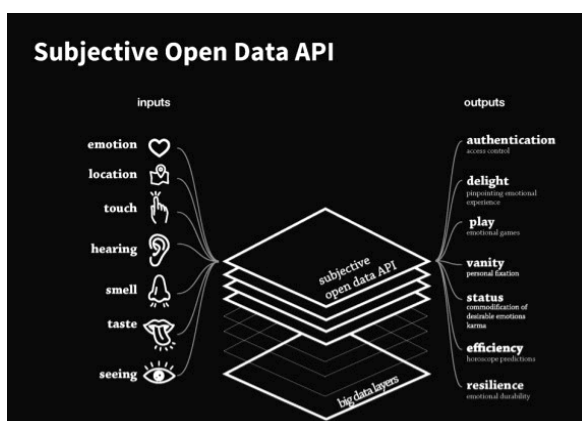 Subjective Open Data API
inputs
emotion
location
touch
hearing
smell
taste
seeing
subjective
open data API
big data layers
outputs
authentication
access control
delight
pinpointing emotional
experience
play
emotional games
vanity
personal fixation
status
commodification of
desirable emotions
karma
efficiency
horoscope predictions
resilience
emotional durability